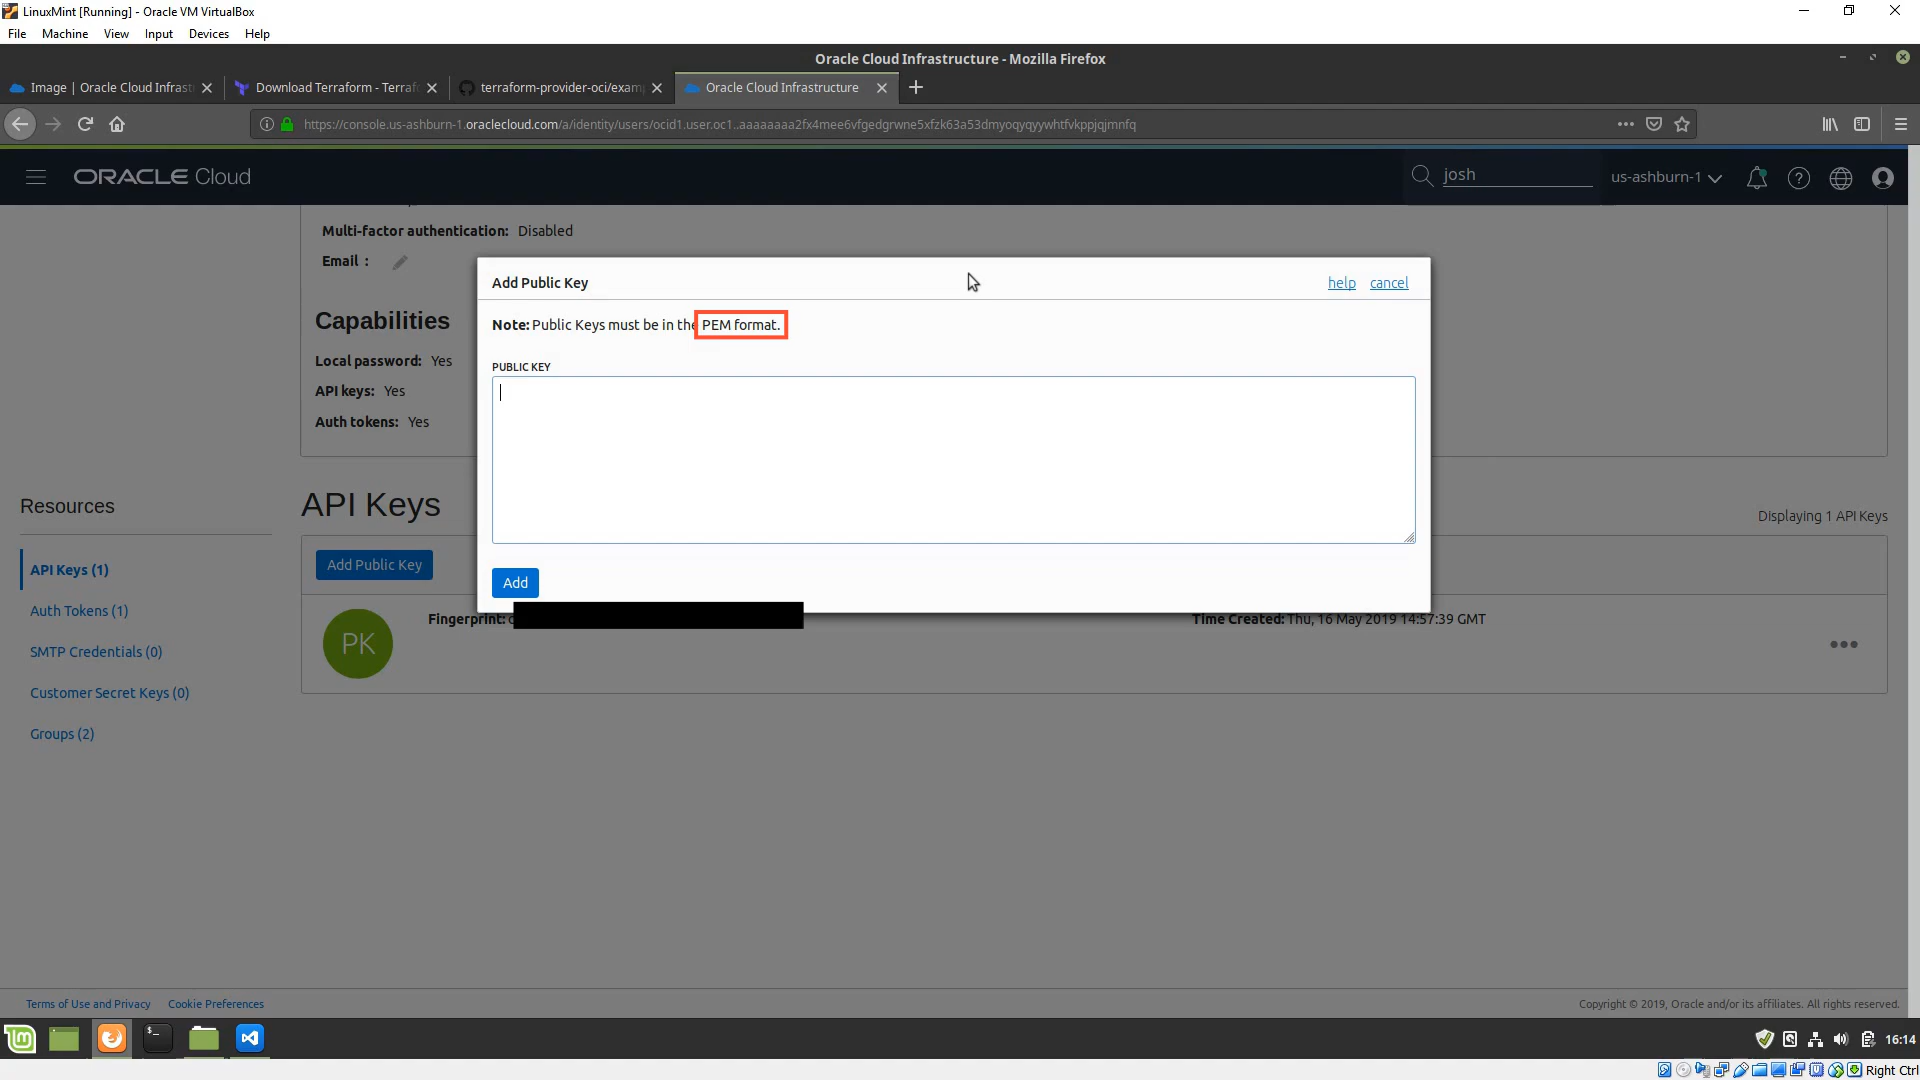 LinuxMint [Running] - Oracle VM VirtualBox
File Machine View Input Devices Help
Oracle Cloud Infrastructure - Mozilla Firefox
Image | Oracle Cloud Infrast
Download Terraform - Terraf
terraform-provider-oci/exam
Oracle Cloud Infrastructure
https://console.us-ashburn-1.oraclecloud.com/a/identity/users/ocid1.user.oc1..aaaaaaaa2fx4mee6vfgedgrwne5xfzk63a53dmyoqyqyywhtfvkppjqjmnfq
ORACLE Cloud
josh
us-ashburn-1
Multi-factor authentication: Disabled
Email :
Capabilities
Local password: Yes
API keys: Yes
Auth tokens: Yes
Add Public Key
help cancel
Note: Public Keys must be in the PEM format.
PUBLIC KEY
Add
Resources
API Keys (1)
Auth Tokens (1)
SMTP Credentials (0)
Customer Secret Keys (0)
Groups (2)
API Keys
Displaying 1 API Keys
Add Public Key
PK
Fingerprint:
Time Created: Thu, 16 May 2019 14:57:39 GMT
Terms of Use and Privacy Cookie Preferences
Copyright © 2019, Oracle and/or its affiliates. All rights reserved.
16:14
Right Ctrl